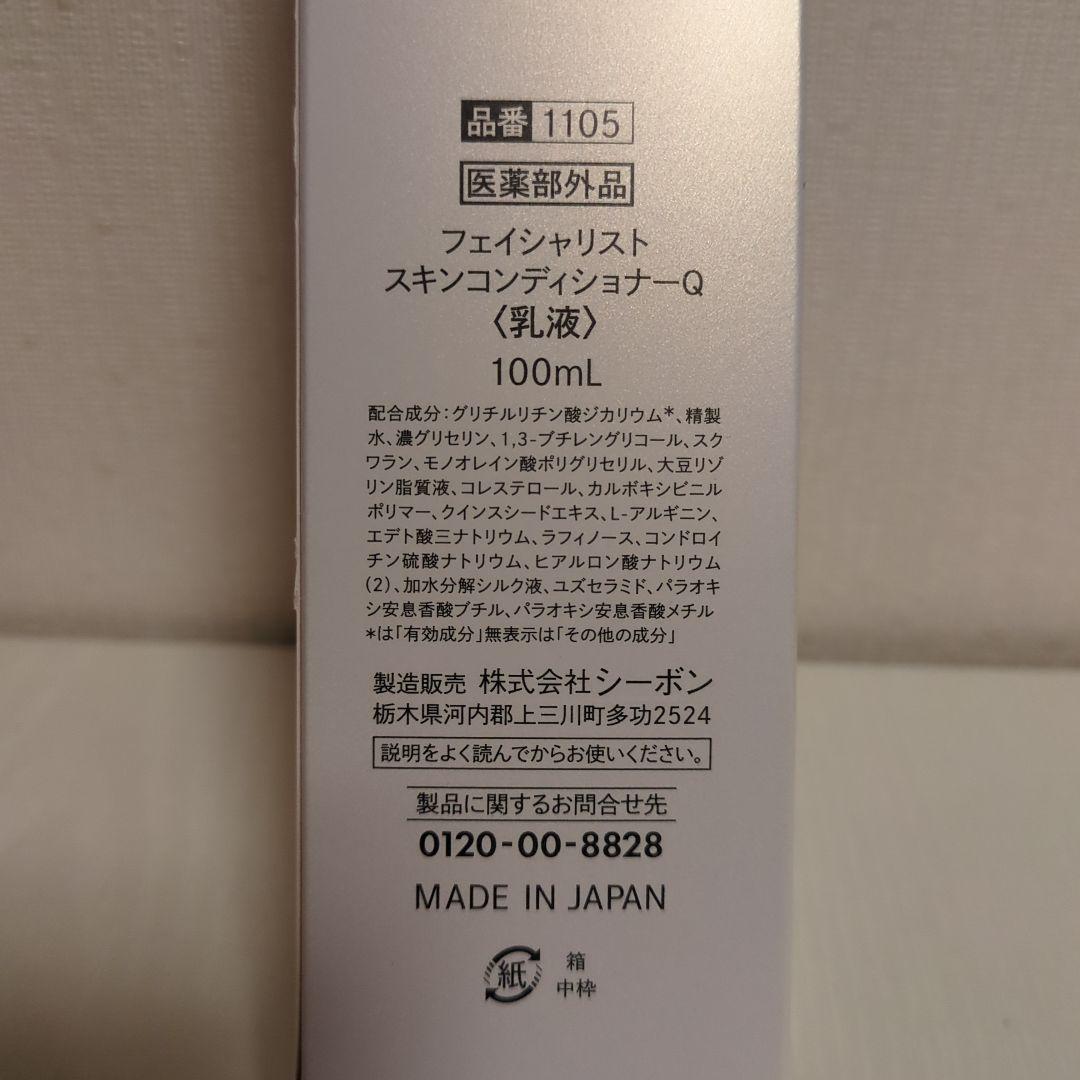 品番 1105
医薬部外品
フェイシャリスト
スキンコンディショナーQ
〈乳液〉
100mL
配合成分:グリチルリチン酸ジカリウム*、精製
水、濃グリセリン、1,3-ブチレングリコール、スク
ワラン、モノオレイン酸ポリグリセリル、大豆リゾ
リン脂質液、コレステロール、カルボキシビニル
ポリマー、クインスシードエキス、L-アルギニン、
エデト酸三ナトリウム、ラフィノース、コンドロイ
チン硫酸ナトリウム、ヒアルロン酸ナトリウム
(2)、加水分解シルク液、ユズセラミド、パラオキ
シ安息香酸ブチル、パラオキシ安息香酸メチル
*は「有効成分」無表示は「その他の成分」
製造販売 株式会社シーボン
栃木県河内郡上三川町多功2524
説明をよく読んでからお使いください。
製品に関するお問合せ先
0120-00-8828
MADE IN JAPAN
紙 箱
中枠